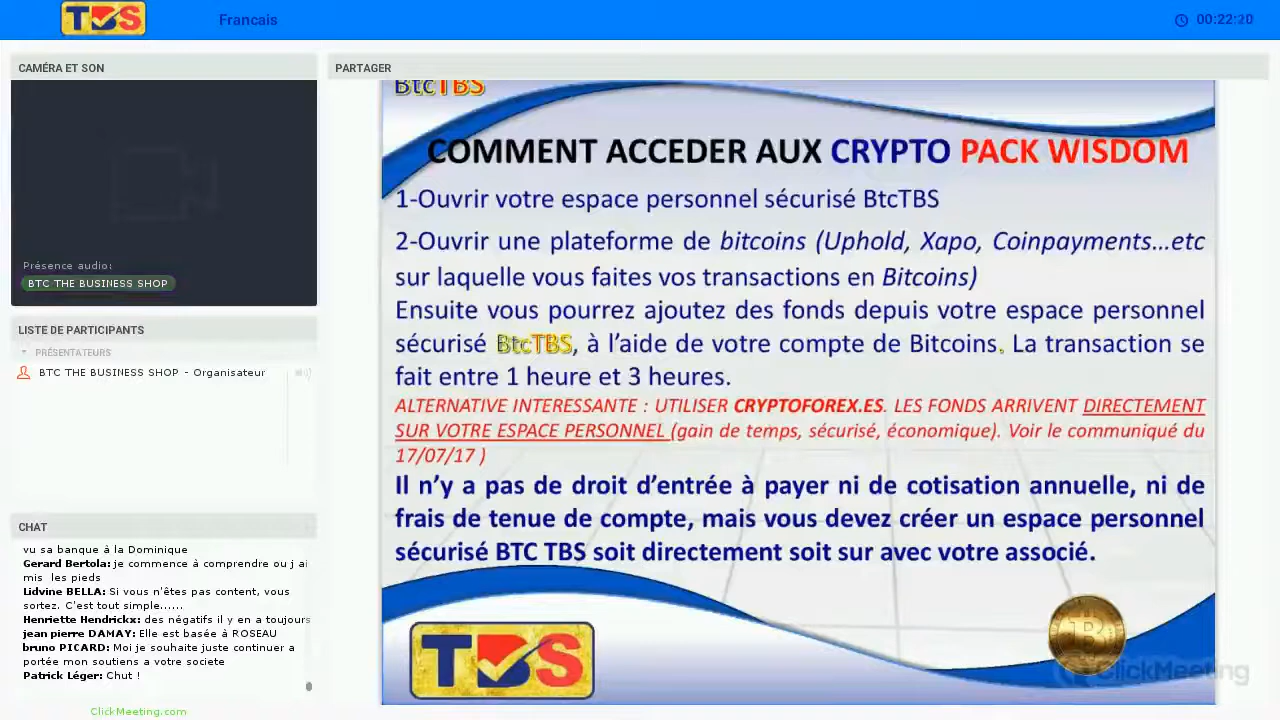 TBS
Francais
00:22:20
CAMÉRA ET SON
PARTAGER
Présence audio:
BTC THE BUSINESS SHOP
LISTE DE PARTICIPANTS
PRÉSENTATEURS
BTC THE BUSINESS SHOP - Organisateur
CHAT
vu sa banque à la Dominique
Gerard Bertola: je commence à comprendre ou j ai
mis les pieds
Lidvine BELLA: Si vous n'êtes pas content, vous
sortez. C'est tout simple......
Henriette Hendrickx: des négatifs il y en a toujours
jean pierre DAMAY: Elle est basée à ROSEAU
bruno PICARD: Moi je souhaite juste continuer a
portée mon soutiens a votre societe
Patrick Léger: Chut !
ClickMeeting.com
BtcTBS
COMMENT ACCEDER AUX CRYPTO PACK WISDOM
1-Ouvrir votre espace personnel sécurisé BtcTBS
2-Ouvrir une plateforme de bitcoins (Uphold, Xapo, Coinpayments...etc
sur laquelle vous faites vos transactions en Bitcoins)
Ensuite vous pourrez ajoutez des fonds depuis votre espace personnel
sécurisé BtcTBS, à l'aide de votre compte de Bitcoins. La transaction se
fait entre 1 heure et 3 heures.
ALTERNATIVE INTERESSANTE : UTILISER CRYPTOFOREX.ES. LES FONDS ARRIVENT DIRECTEMENT
SUR VOTRE ESPACE PERSONNEL (gain de temps, sécurisé, économique). Voir le communiqué du
17/07/17 )
Il n'y a pas de droit d'entrée à payer ni de cotisation annuelle, ni de
frais de tenue de compte, mais vous devez créer un espace personnel
sécurisé BTC TBS soit directement soit sur avec votre associé.
TBS
B
ClickMeeting